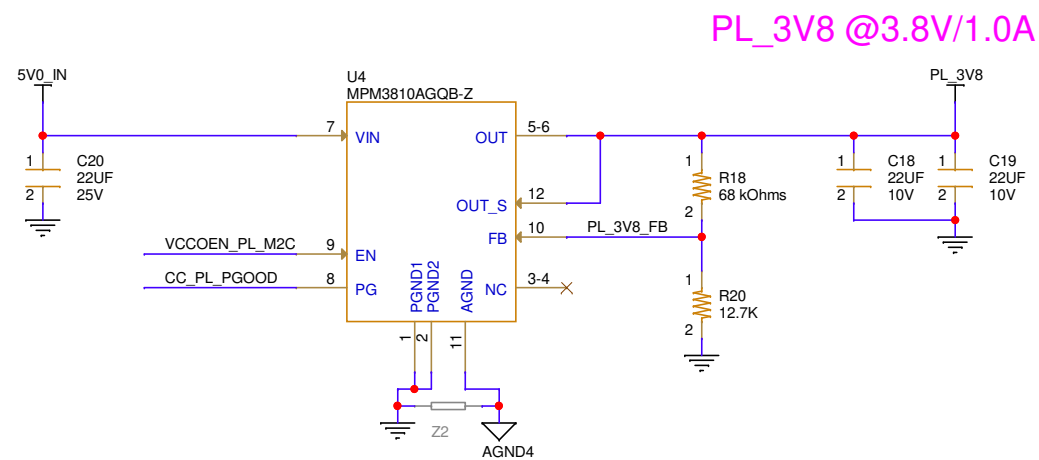 PL_3V8 @3.8V/1.0A
5V0_IN
U4
MPM3810AGQB-Z
PL_3V8
7
VIN
OUT
5-6
1
C20
22UF
25V
2
1
R18
68 kOhms
2
1
C18
22UF
10V
2
1
C19
22UF
10V
2
OUT_S
12
FB
10
PL_3V8_FB
VCCOEN_PL_M2C
9
EN
CC_PL_PGOOD
8
PG
PGND1
PGND2
AGND
NC
3-4
1
R20
12.7K
2
1
2
11
Z2
AGND4